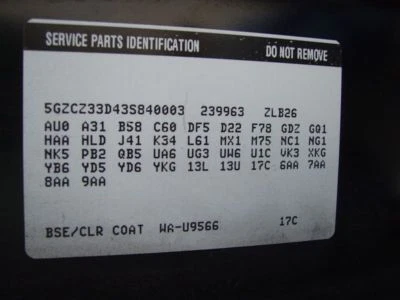 SERVICE PARTS IDENTIFICATION DO NOT REMOVE
5GZCZ33D43S840003 239963 ZLB26
AU0 A31 B58 C60 DF5 D22 F78 GDZ GQ1
HAA HLD J41 K34 L61 MX1 M75 NC1 NG1
NK5 PB2 QB5 UA6 UG3 UW6 U1C VK3 XKG
YB6 YD5 YD6 YKG 13L 13U 17C 6AA 7AA
8AA 9AA
BSE/CLR COAT WA-U9566 17C